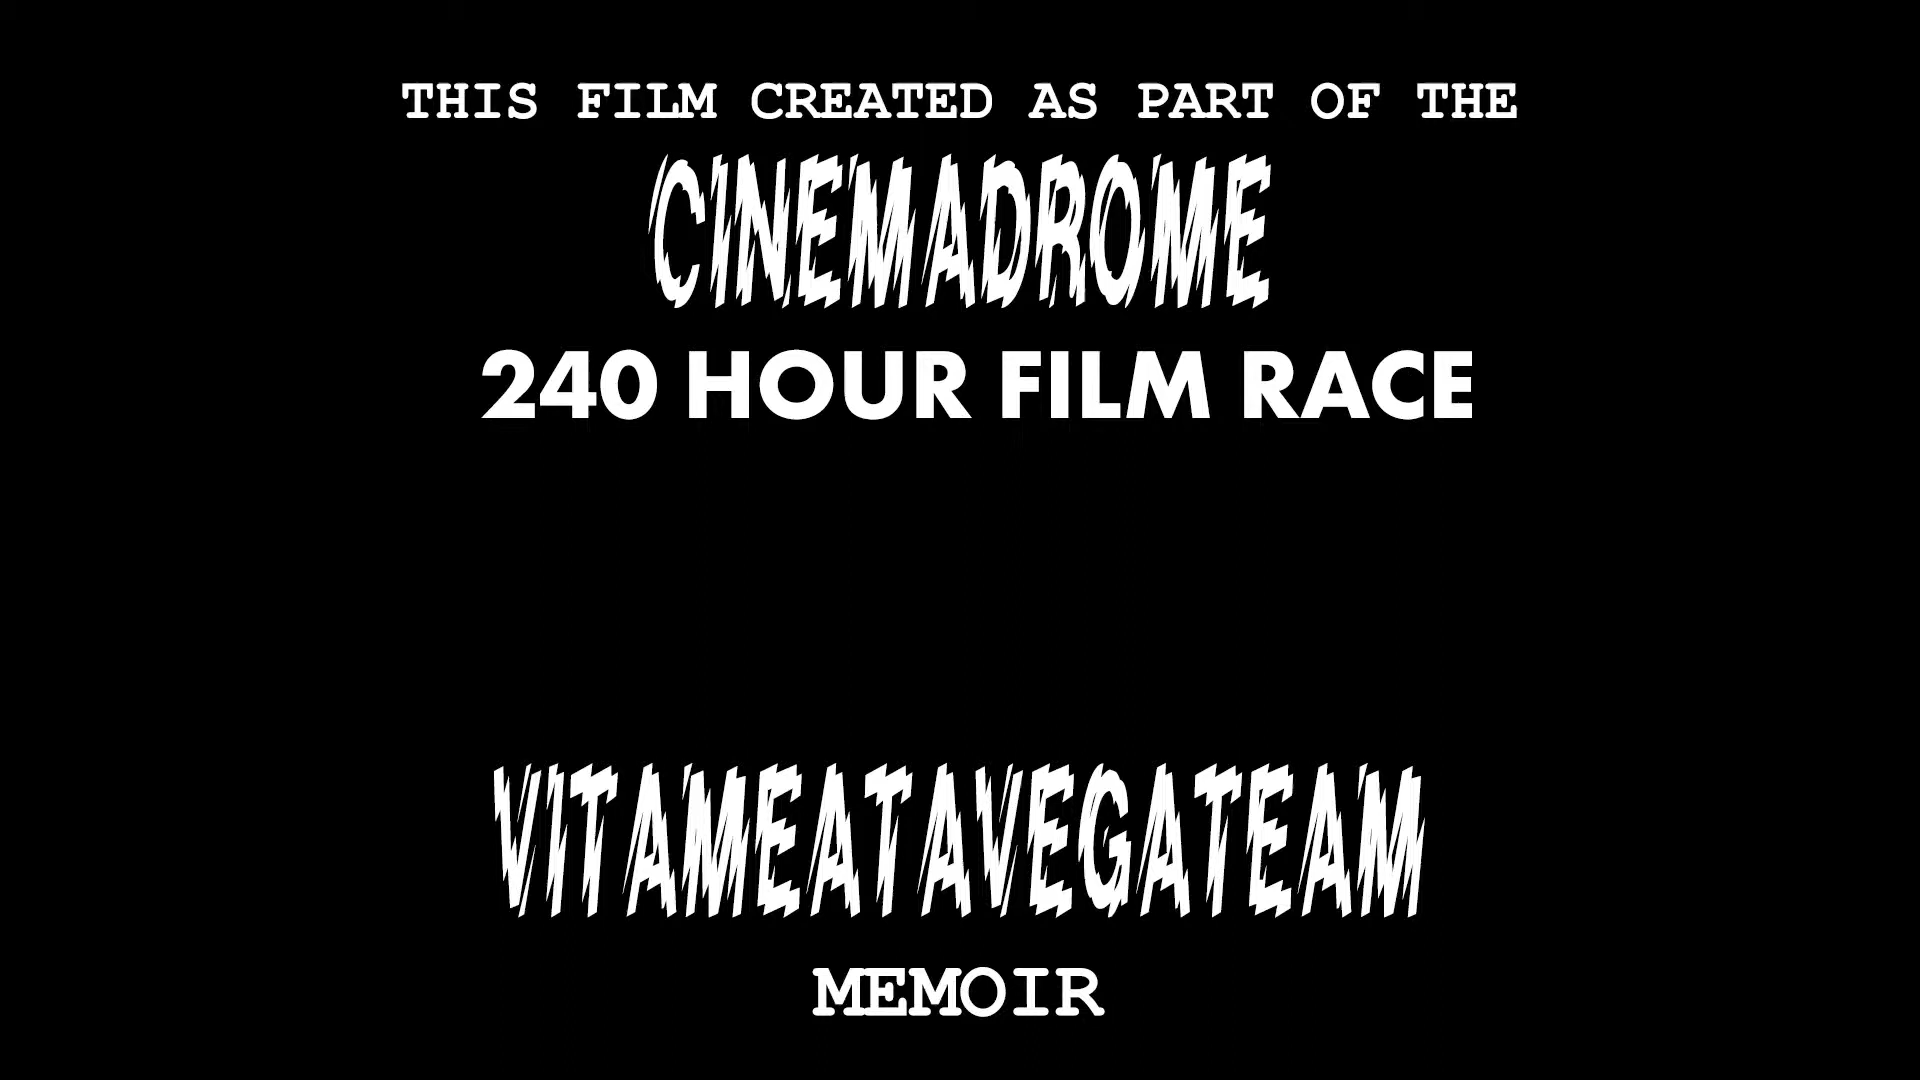 THIS FILM CREATED AS PART OF THE
CINEMADROME
240 HOUR FILM RACE
VITAMEATAVEGATEAM
MEMOIR